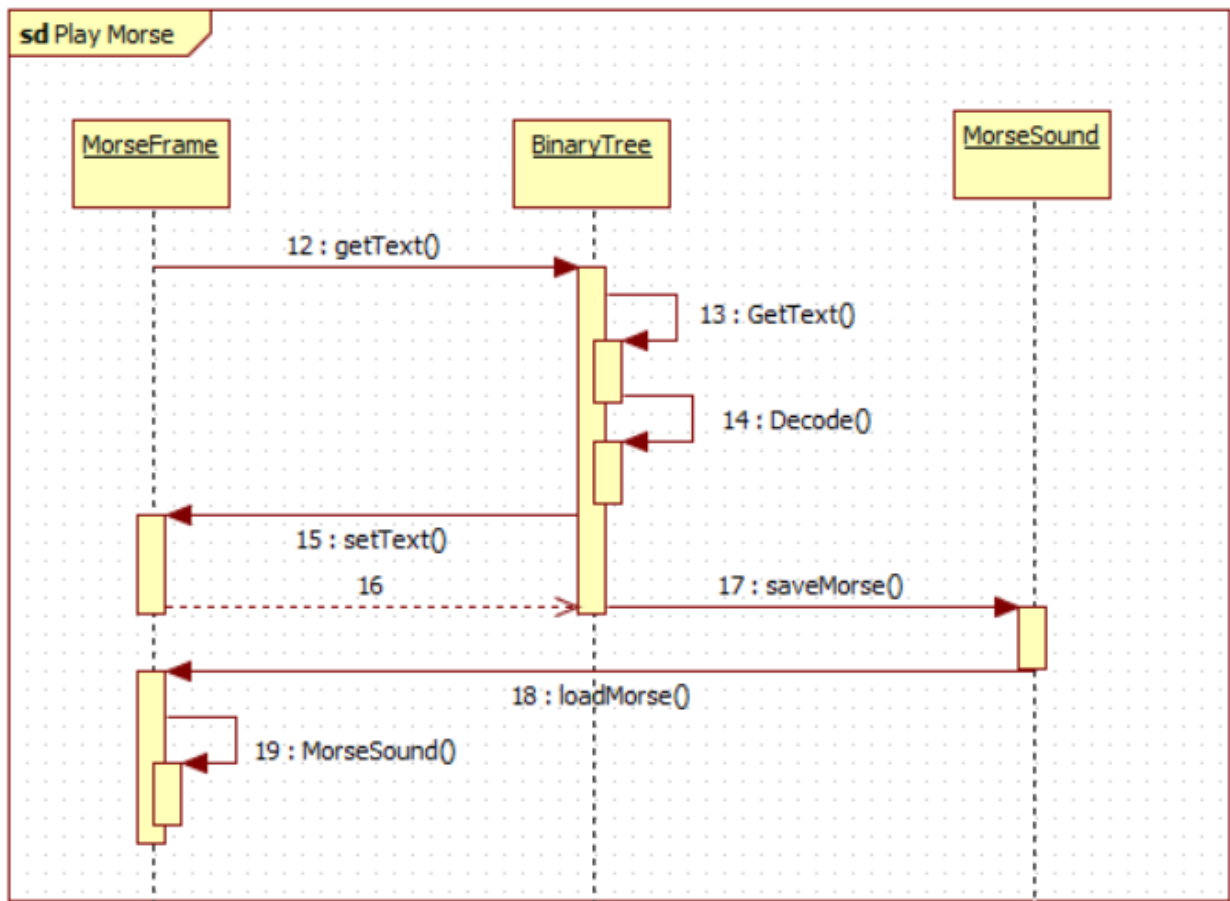 sd Play Morse
MorseFrame
BinaryTree
MorseSound
12 : getText()
13 : GetText()
14 : Decode()
15 : setText()
16
17 : saveMorse()
18 : loadMorse()
19 : MorseSound()